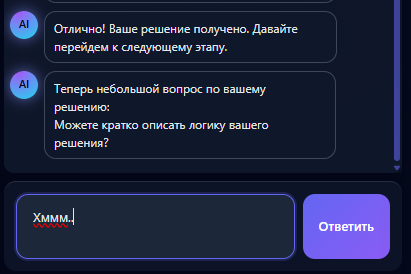 AI
Отлично! Ваше решение получено. Давайте
перейдем к следующему этапу.
AI
Теперь небольшой вопрос по вашему
решению:
Можете кратко описать логику вашего
решения?
Хммм..
Ответить